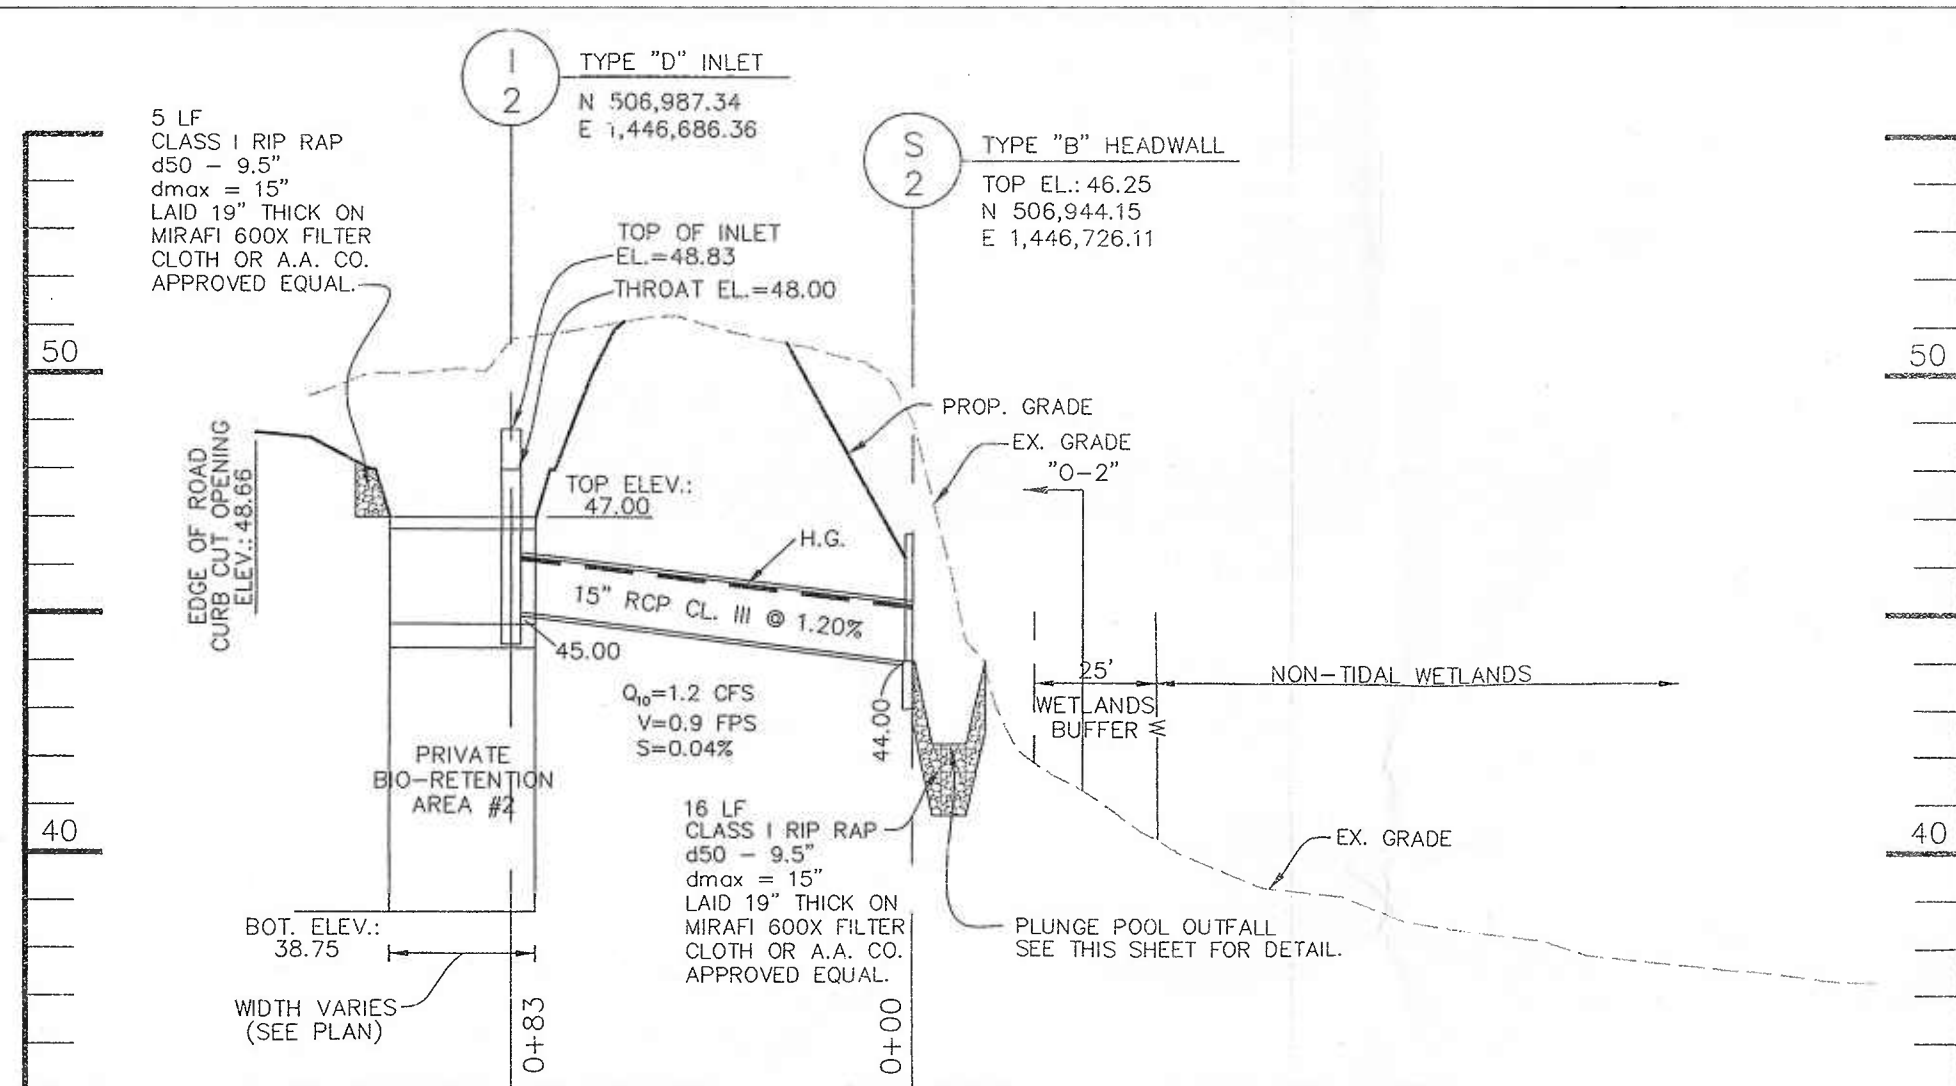 I
2
TYPE "D" INLET
N 506,987.34
E 1,446,686.36
5 LF
CLASS I RIP RAP
d50 - 9.5"
dmax = 15"
LAID 19" THICK ON
MIRAFI 600X FILTER
CLOTH OR A.A. CO.
APPROVED EQUAL.
S
2
TYPE "B" HEADWALL
TOP EL.: 46.25
N 506,944.15
E 1,446,726.11
TOP OF INLET
EL.=48.83
THROAT EL.=48.00
50
50
PROP. GRADE
EX. GRADE
"O-2"
EDGE OF ROAD
CURB CUT OPENING
ELEV.: 48.66
TOP ELEV.:
47.00
H.G.
15" RCP CL. III @ 1.20%
45.00
Q10=1.2 CFS
V=0.9 FPS
S=0.04%
44.00
25'
WETLANDS
BUFFER
W
NON-TIDAL WETLANDS
PRIVATE
BIO-RETENTION
AREA #2
16 LF
CLASS I RIP RAP
d50 - 9.5"
dmax = 15"
LAID 19" THICK ON
MIRAFI 600X FILTER
CLOTH OR A.A. CO.
APPROVED EQUAL.
40
40
EX. GRADE
BOT. ELEV.:
38.75
PLUNGE POOL OUTFALL
SEE THIS SHEET FOR DETAIL.
WIDTH VARIES
(SEE PLAN)
0+83
0+00